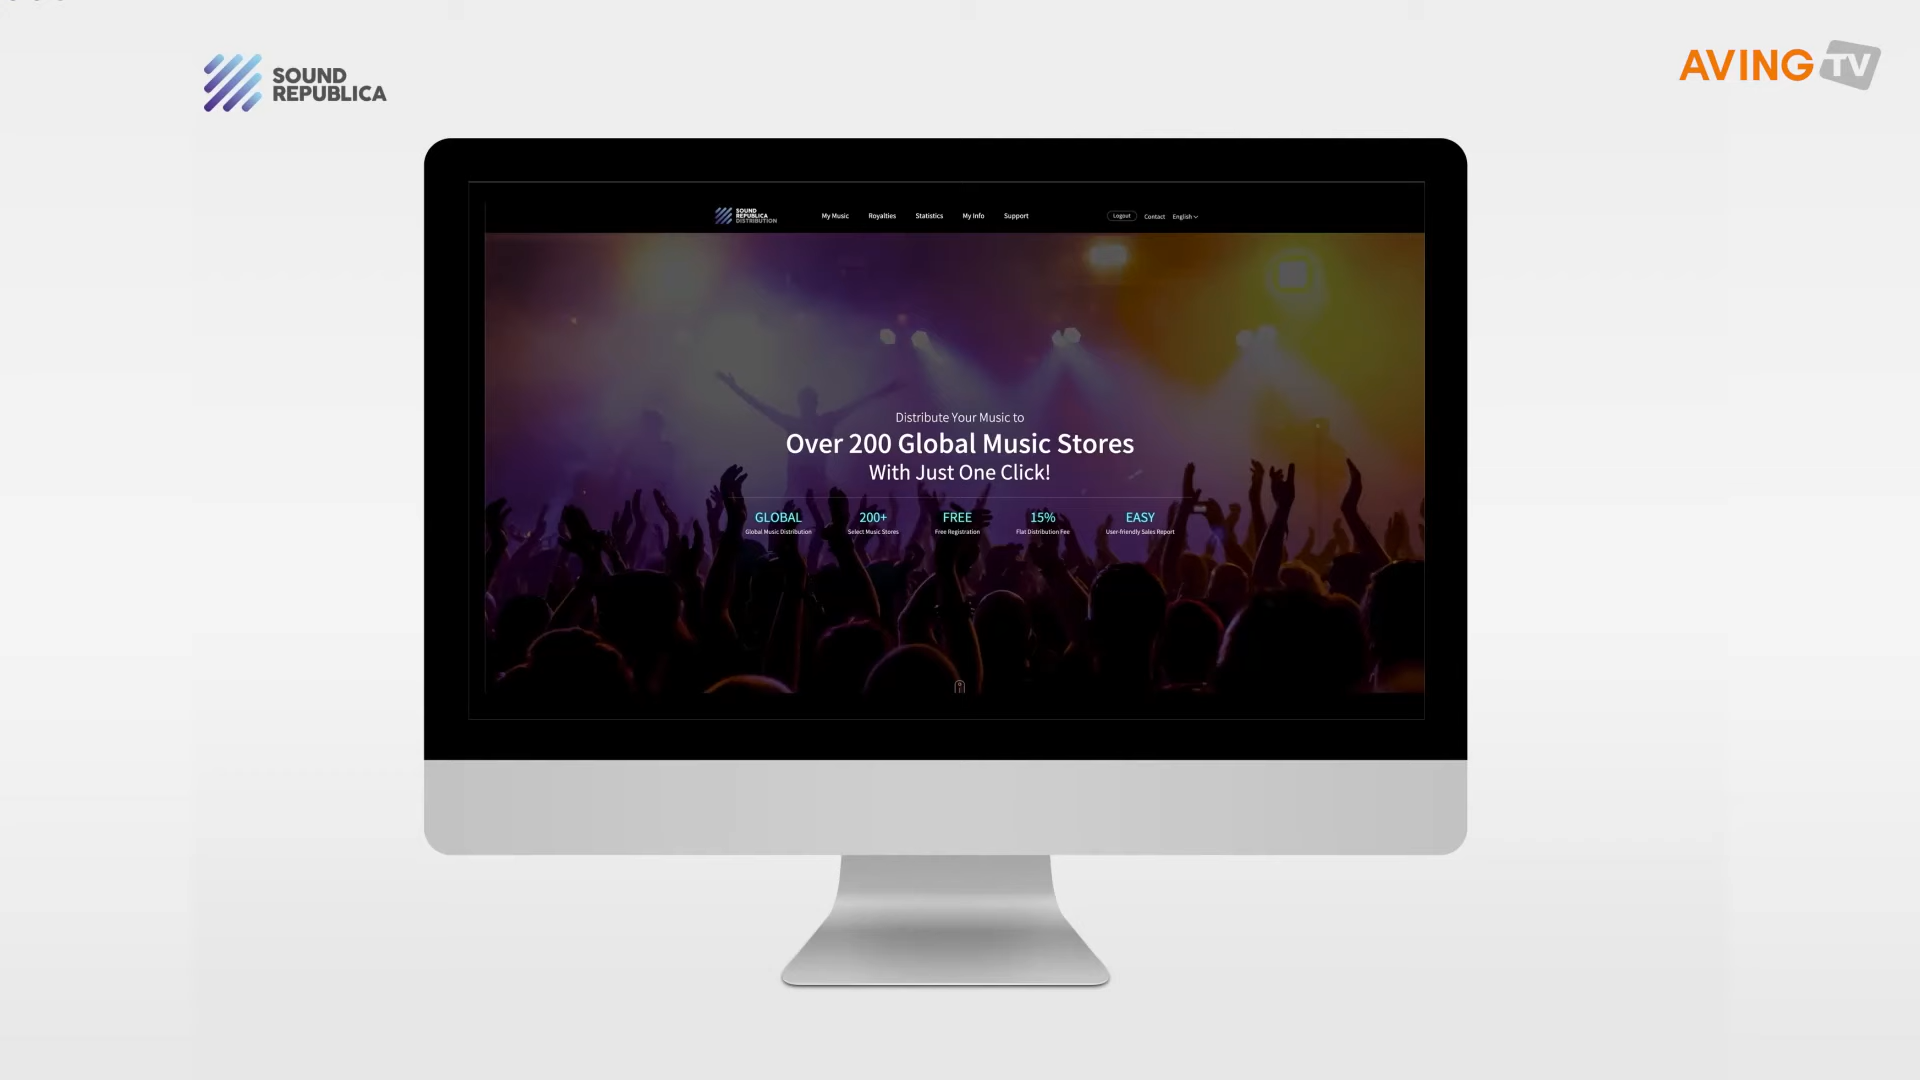 SOUND
REPUBLICA
AVING TV
SOUND
REPUBLICA
DISTRIBUTION
My Music Royalties Statistics My Info Support
Logout Contact English
Distribute Your Music to
Over 200 Global Music Stores
With Just One Click!
GLOBAL 200+ FREE 15% EASY
Global Music Distribution Select Music Stores Free Registration Flat Distribution Fee User-friendly Sales Report